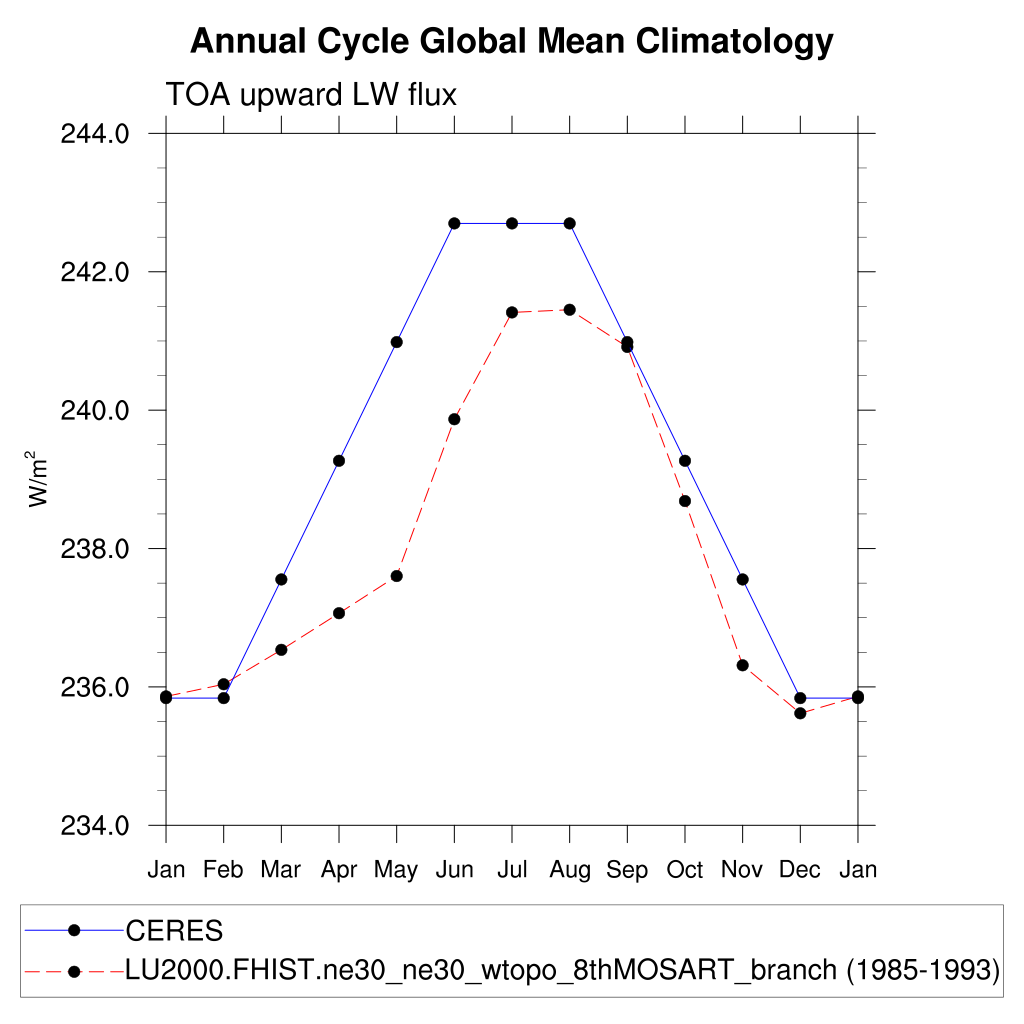 Annual Cycle Global Mean Climatology
TOA upward LW flux
244.0
242.0
240.0
238.0
236.0
234.0
W/m²
Jan Feb Mar Apr May Jun Jul Aug Sep Oct Nov Dec Jan
CERES
LU2000.FHIST.ne30_ne30_wtopo_8thMOSART_branch (1985-1993)